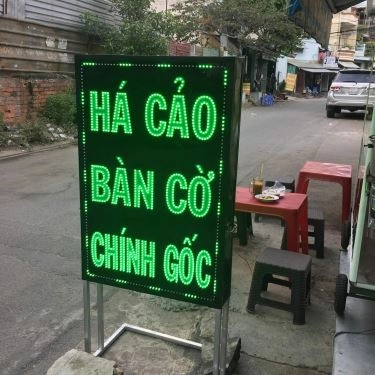 HÁ CẢO
BÀN CỜ
CHÍNH GỐC